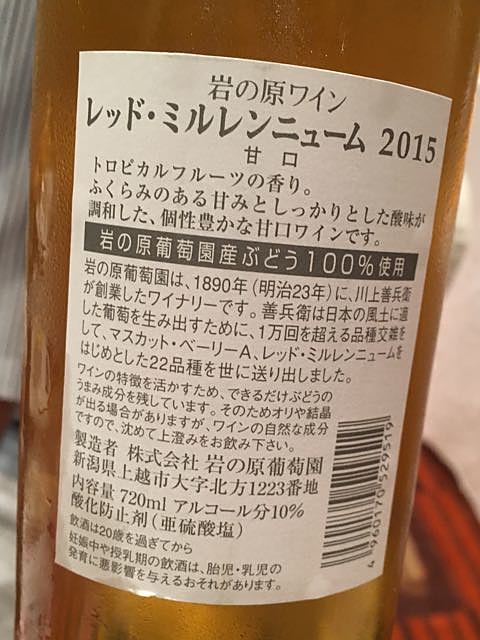 岩の原ワイン
レッド・ミルレンニューム 2015
甘口
トロピカルフルーツの香り。
ふくらみのある甘みとしっかりとした酸味が
調和した、個性豊かな甘口ワインです。
岩の原葡萄園産ぶどう100%使用
岩の原葡萄園は、1890年(明治23年)に、川上善兵衛
が創業したワイナリーです。善兵衛は日本の風土に適
した葡萄を生み出すために、1万回を超える品種交雑を
して、マスカット・ベーリーA、レッド・ミルレンニュームを
はじめとした22品種を世に送り出しました。
ワインの特徴を活かすため、できるだけぶどうの
うまみ成分を残しています。そのためオリや結晶
が出る場合がありますが、ワインの自然な成分
ですので、沈めて上澄みをお飲み下さい。
製造者 株式会社 岩の原葡萄園
新潟県上越市大字北方1223番地
内容量 720ml アルコール分10%
酸化防止剤(亜硫酸塩)
飲酒は20歳を過ぎてから
妊娠中や授乳期の飲酒は、胎児・乳児の
発育に悪影響を与えるおそれがあります。
4960170529519